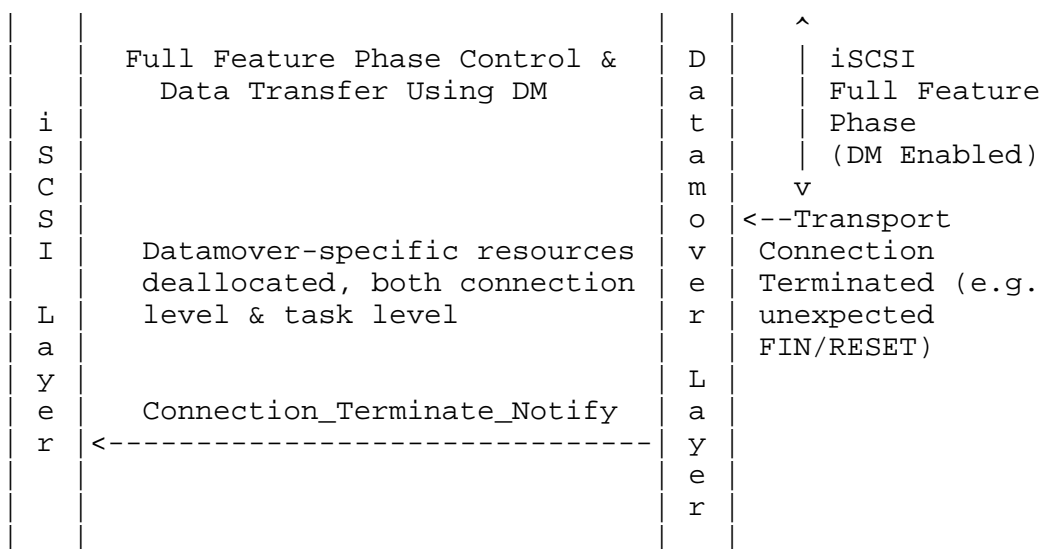 |   |                                     |   |    ^
|   |  Full Feature Phase Control &       | D |    | iSCSI
|   |    Data Transfer Using DM           | a |    | Full Feature
| i |                                     | t |    | Phase
| S |                                     | a |    | (DM Enabled)
| C |                                     | m |    v
| S |                                     | o |<--Transport
| I |   Datamover-specific resources      | v | Connection
|   |   deallocated, both connection      | e | Terminated (e.g.
| L |   level & task level                | r | unexpected
| a |                                     |   | FIN/RESET)
| y |                                     | L |
| e |   Connection_Terminate_Notify       | a |
| r |<------------------------------------| y |
|   |                                     | e |
|   |                                     | r |
|   |                                     |   |